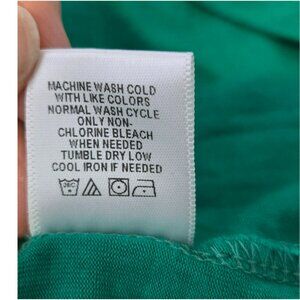 MACHINE WASH COLD
WITH LIKE COLORS
NORMAL WASH CYCLE
ONLY NON-
CHLORINE BLEACH
WHEN NEEDED
TUMBLE DRY LOW
COOL IRON IF NEEDED